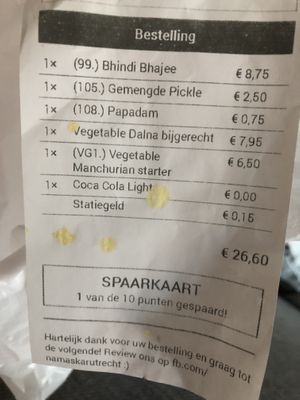 Bestelling
1x (99.) Bhindi Bhajee € 8,75
1x (105.) Gemengde Pickle € 2,50
1x (108.) Papadam € 0,75
1x Vegetable Dalna bijgerecht € 7,95
1x (VG1.) Vegetable € 6,50
Manchurian starter
1x Coca Cola Light € 0,00
Statiegeld € 0,15
€ 26,60
SPAARKAART
1 van de 10 punten gespaard!
Hartelijk dank voor uw bestelling en graag tot
de volgende! Review ons op fb.com/
namaskarutrecht :)